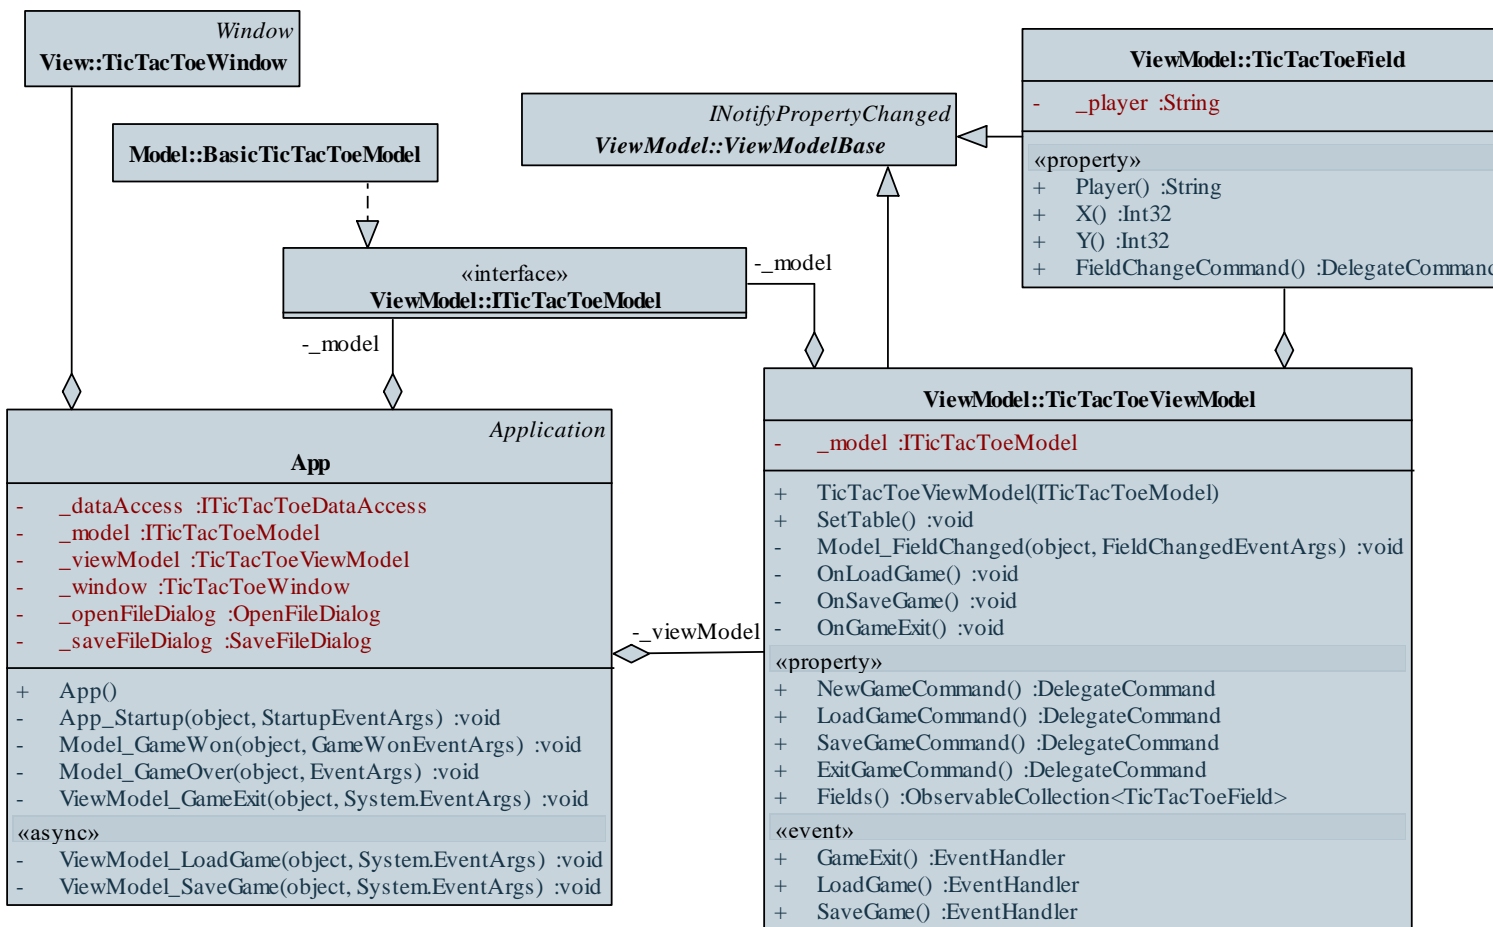 Window
View::TicTacToeWindow
Model::BasicTicTacToeModel
INotifyPropertyChanged
ViewModel::ViewModelBase
ViewModel::TicTacToeField
- _player :String
«property»
+ Player() :String
+ X() :Int32
+ Y() :Int32
+ FieldChangeCommand() :DelegateCommand
«interface»
ViewModel::ITicTacToeModel
-_model
-_model
Application
App
- _dataAccess :ITicTacToeDataAccess
- _model :ITicTacToeModel
- _viewModel :TicTacToeViewModel
- _window :TicTacToeWindow
- _openFileDialog :OpenFileDialog
- _saveFileDialog :SaveFileDialog
+ App()
- App_Startup(object, StartupEventArgs) :void
- Model_GameWon(object, GameWonEventArgs) :void
- Model_GameOver(object, EventArgs) :void
- ViewModel_GameExit(object, System.EventArgs) :void
«async»
- ViewModel_LoadGame(object, System.EventArgs) :void
- ViewModel_SaveGame(object, System.EventArgs) :void
-_viewModel
ViewModel::TicTacToeViewModel
- _model :ITicTacToeModel
+ TicTacToeViewModel(ITicTacToeModel)
+ SetTable() :void
- Model_FieldChanged(object, FieldChangedEventArgs) :void
- OnLoadGame() :void
- OnSaveGame() :void
- OnGameExit() :void
«property»
+ NewGameCommand() :DelegateCommand
+ LoadGameCommand() :DelegateCommand
+ SaveGameCommand() :DelegateCommand
+ ExitGameCommand() :DelegateCommand
+ Fields() :ObservableCollection<TicTacToeField>
«event»
+ GameExit() :EventHandler
+ LoadGame() :EventHandler
+ SaveGame() :EventHandler